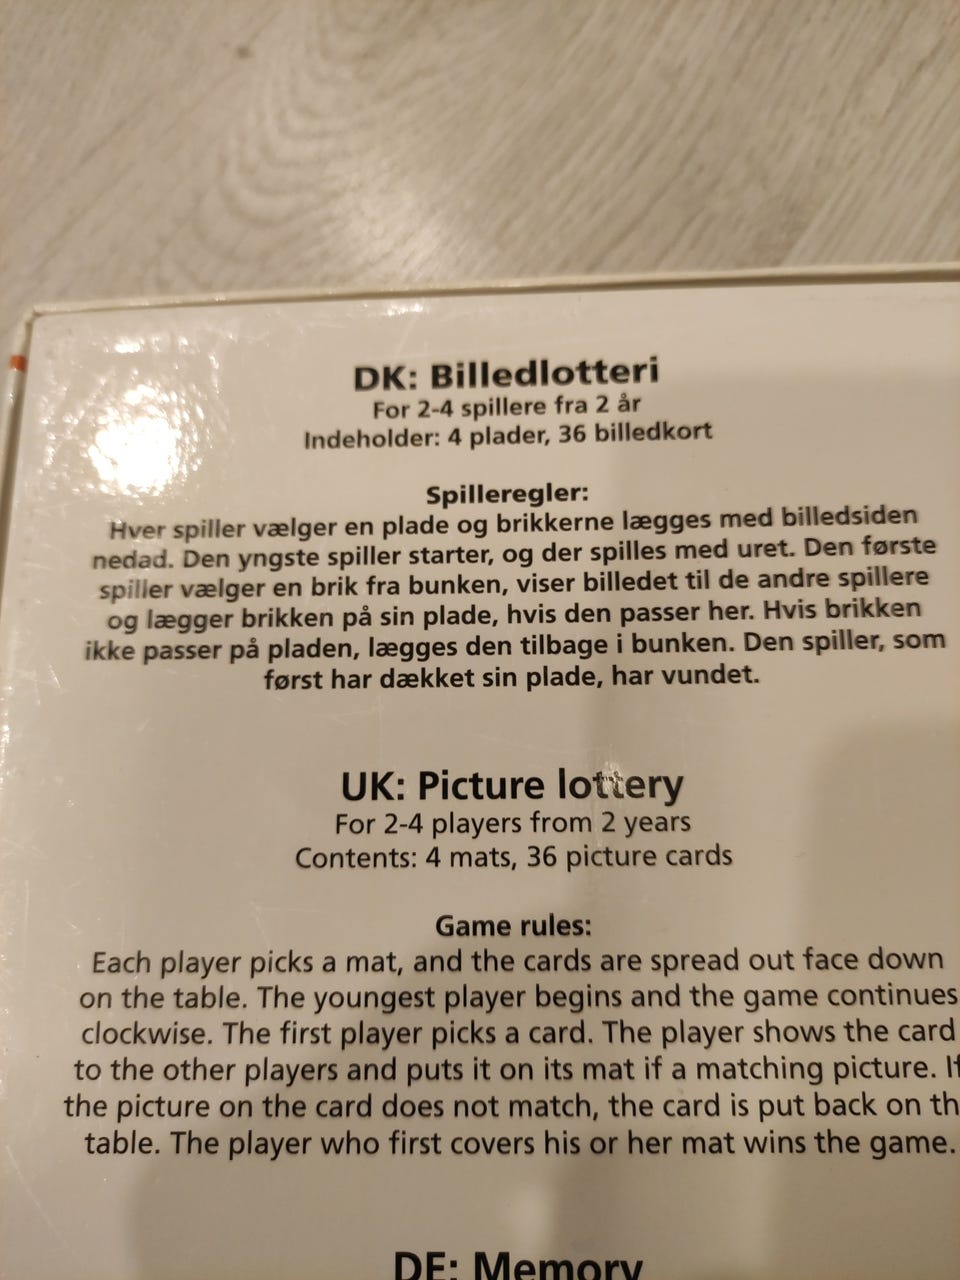 DK: Billedlotteri
For 2-4 spillere fra 2 år
Indeholder: 4 plader, 36 billedkort
Spilleregler:
Hver spiller vælger en plade og brikkerne lægges med billedsiden
nedad. Den yngste spiller starter, og der spilles med uret. Den første
spiller vælger en brik fra bunken, viser billedet til de andre spillere
og lægger brikken på sin plade, hvis den passer her. Hvis brikken
ikke passer på pladen, lægges den tilbage i bunken. Den spiller, som
først har dækket sin plade, har vundet.
UK: Picture lottery
For 2-4 players from 2 years
Contents: 4 mats, 36 picture cards
Game rules:
Each player picks a mat, and the cards are spread out face down
on the table. The youngest player begins and the game continues
clockwise. The first player picks a card. The player shows the card
to the other players and puts it on its mat if a matching picture. If
the picture on the card does not match, the card is put back on th
table. The player who first covers his or her mat wins the game.
DE: Memory